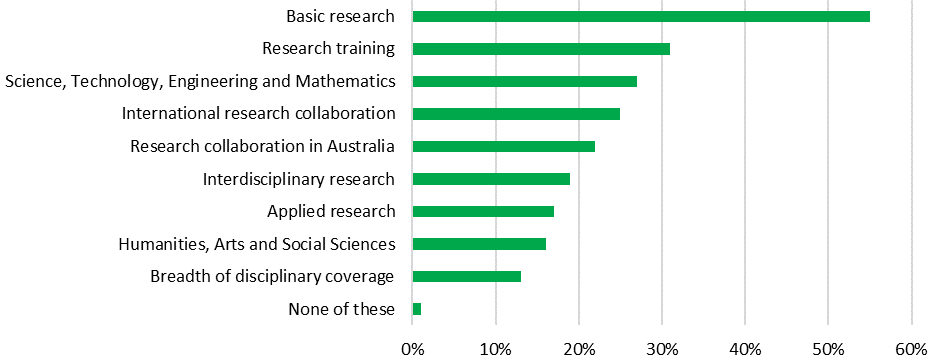 Basic research
Research training
Science, Technology, Engineering and Mathematics
International research collaboration
Research collaboration in Australia
Interdisciplinary research
Applied research
Humanities, Arts and Social Sciences
Breadth of disciplinary coverage
None of these
0% 10% 20% 30% 40% 50% 60%